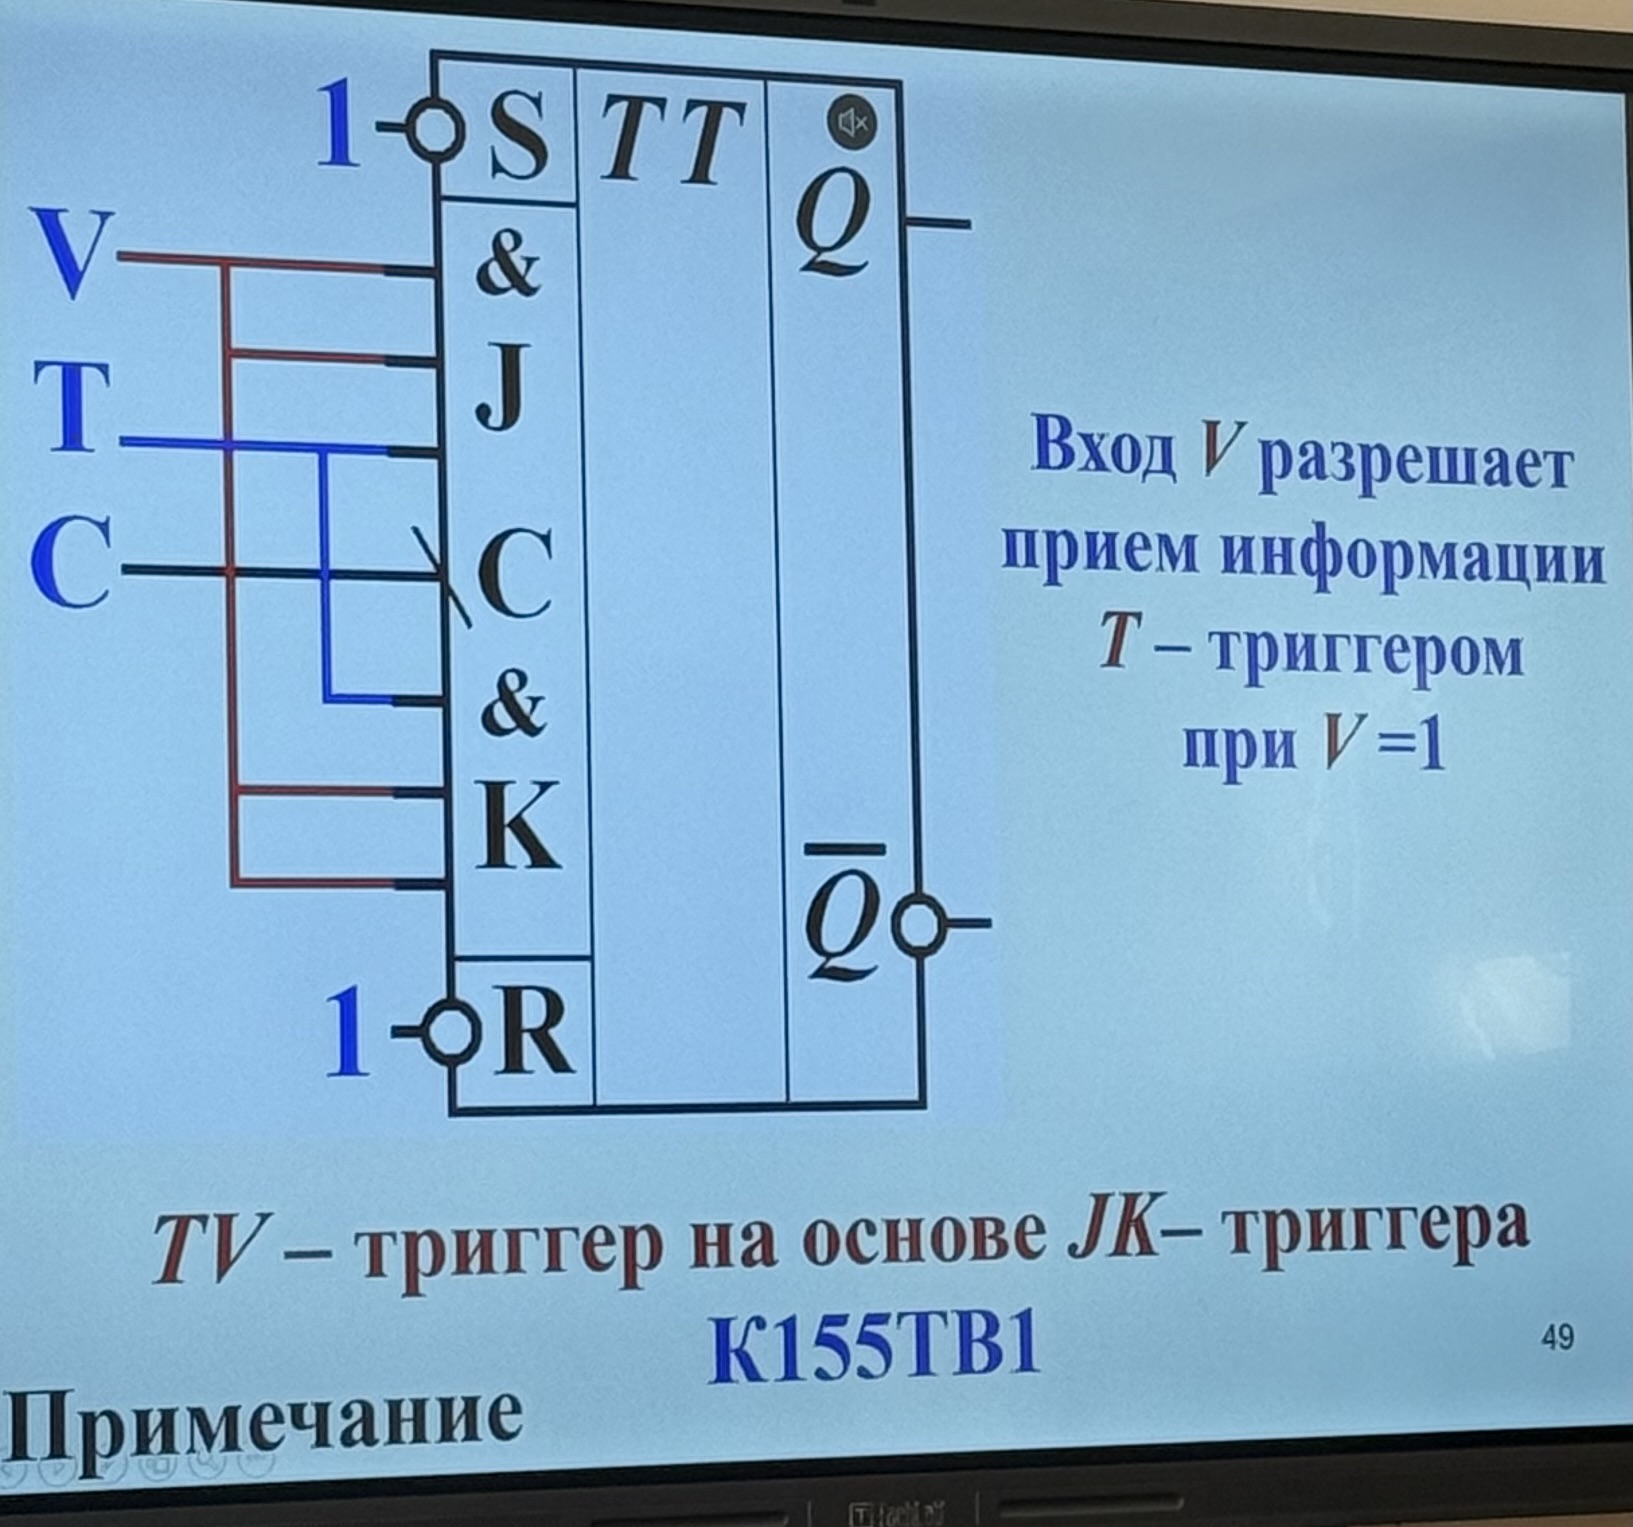 1 S TT Q
V &
J
T
C C
&
K
Q
1 R
Вход V разрешает
прием информации
T – триггером
при V =1
TV – триггер на основе JK– триггера
К155ТВ1
49
Примечание